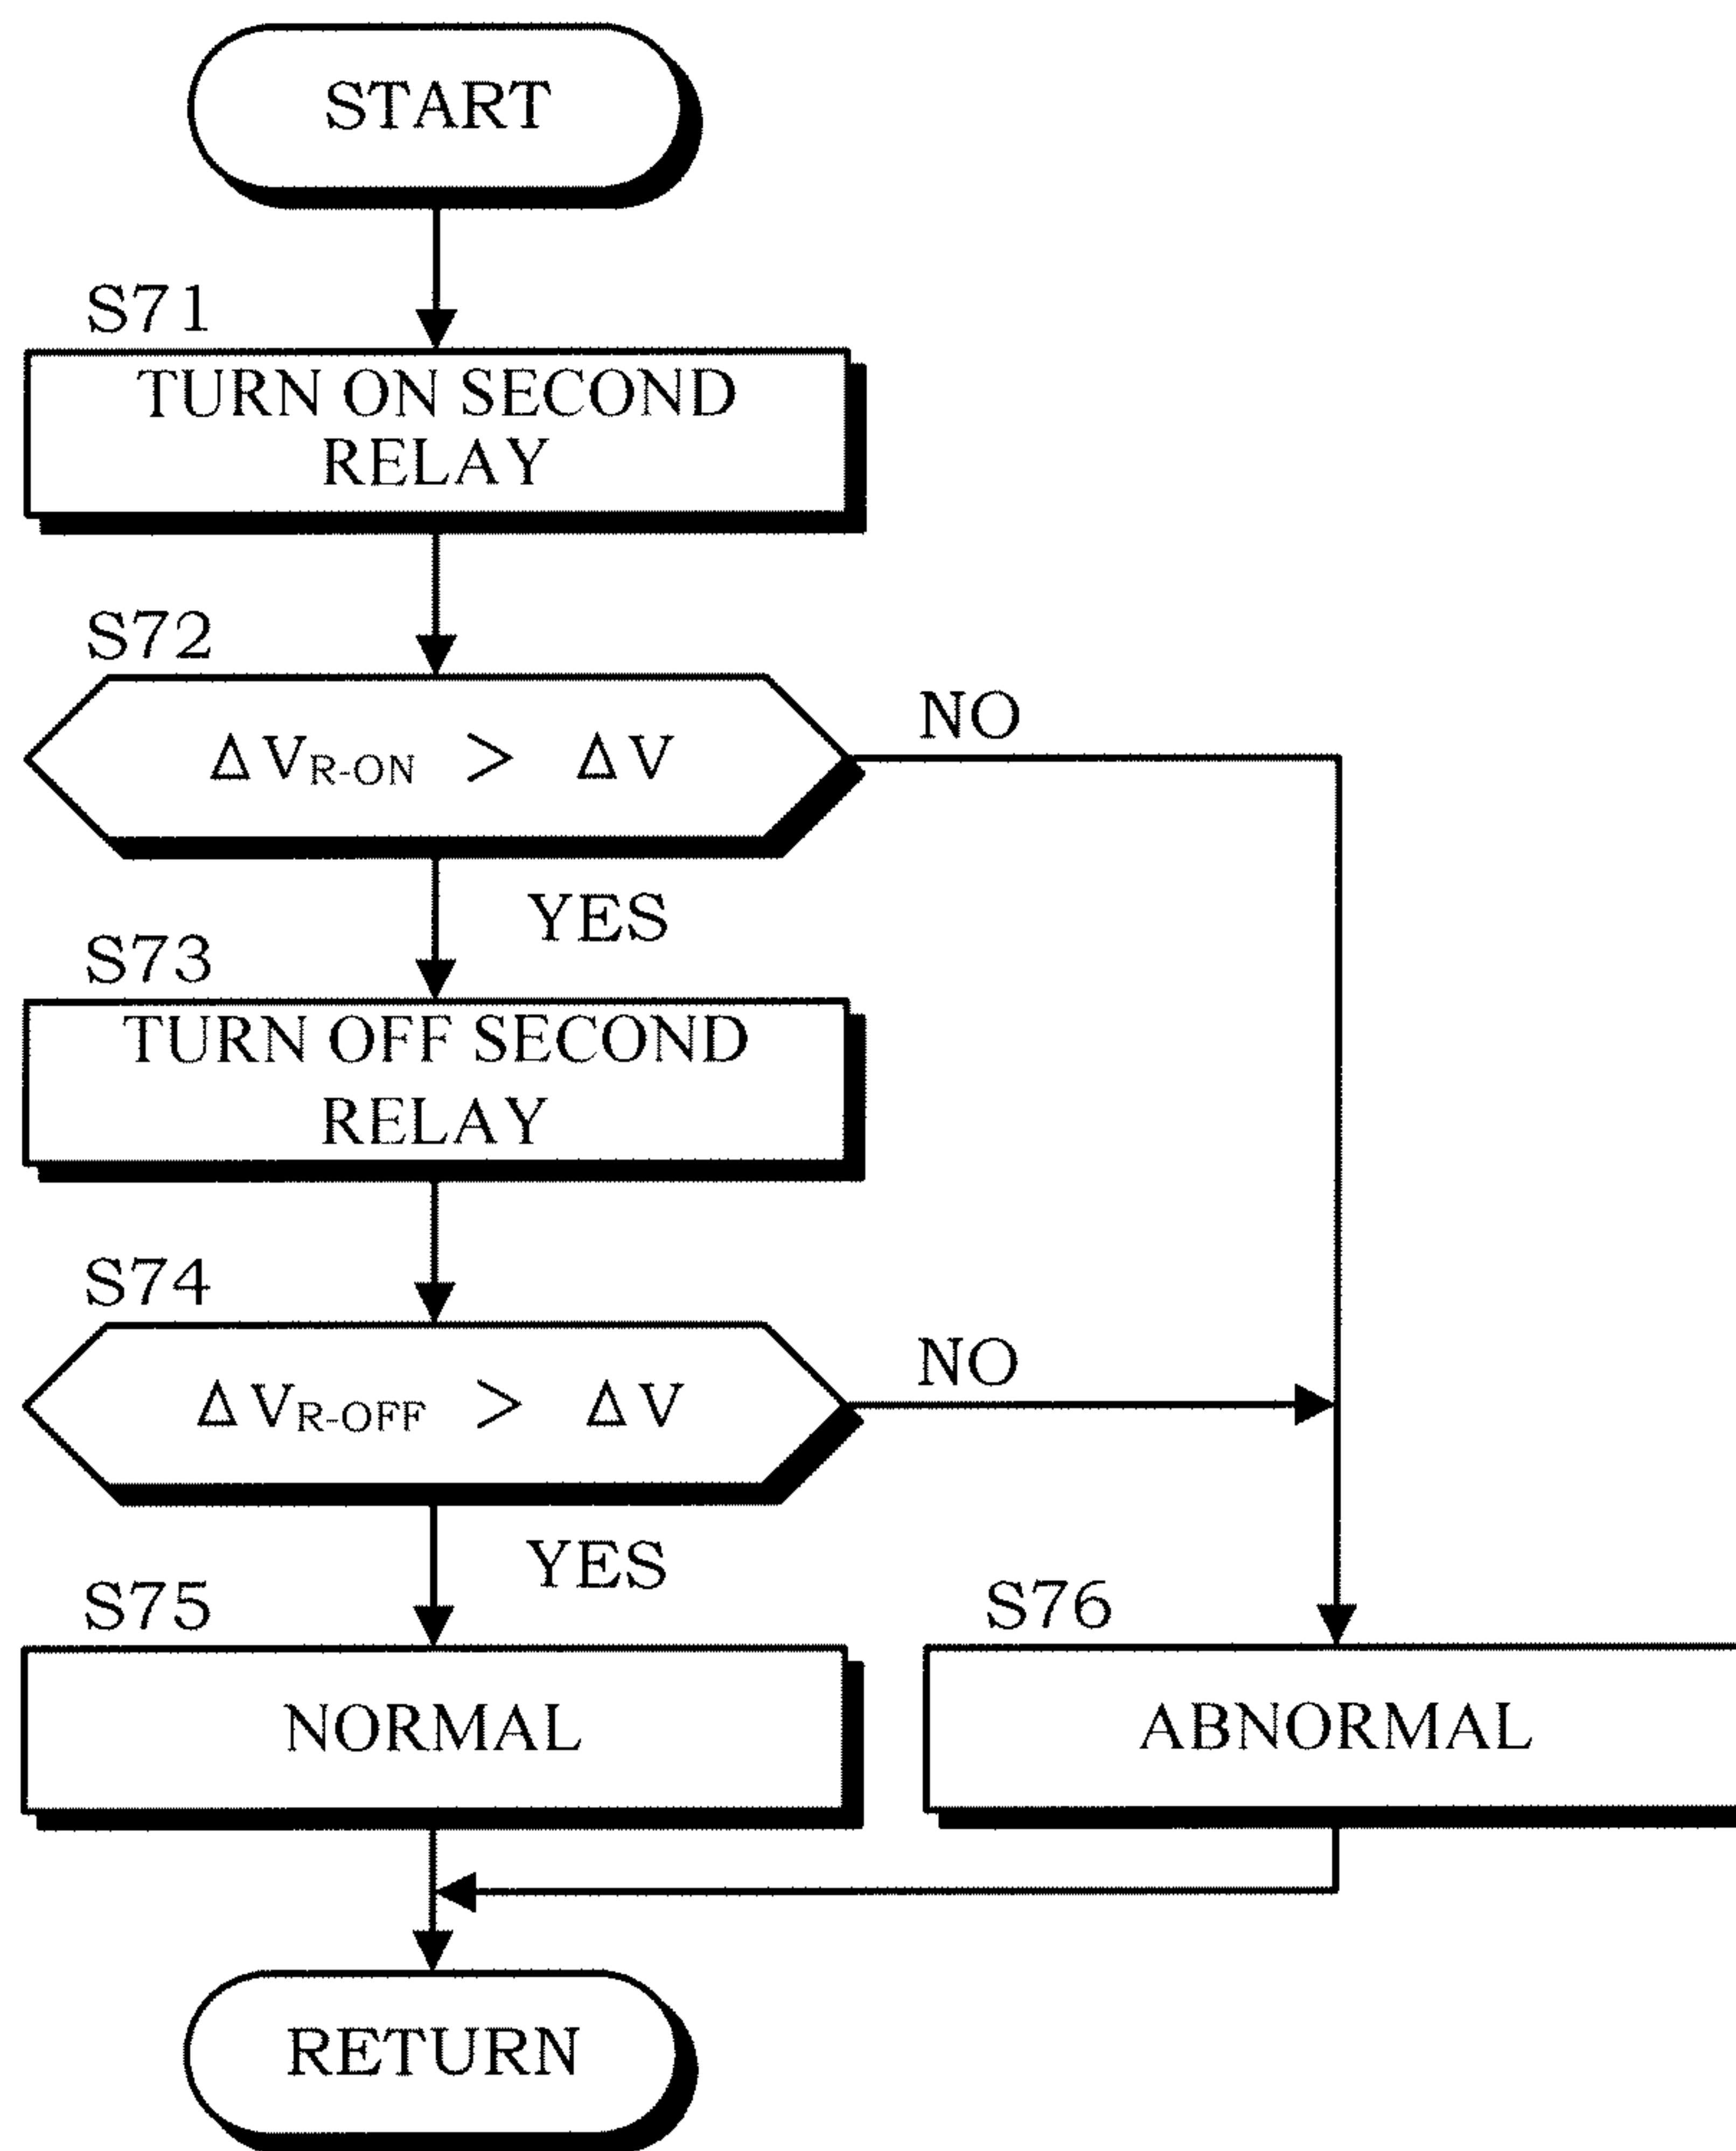 START
S71
TURN ON SECOND
RELAY
S72
ΔVR-ON > ΔV
NO
YES
S73
TURN OFF SECOND
RELAY
S74
ΔVR-OFF > ΔV
NO
YES
S75
NORMAL
S76
ABNORMAL
RETURN